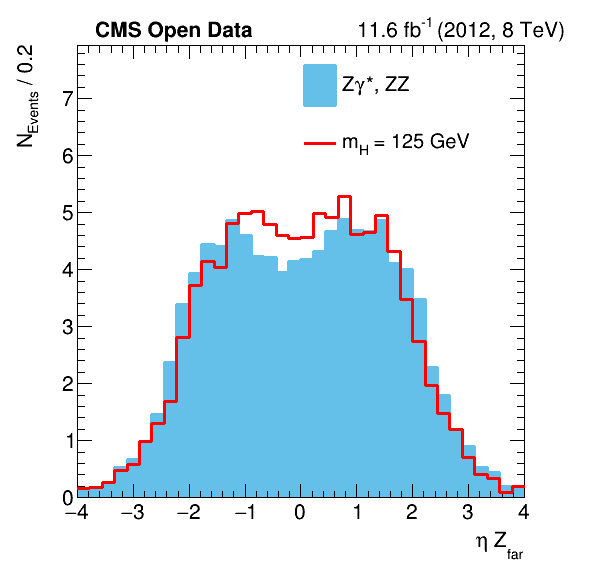 CMS Open Data 11.6 fb⁻¹ (2012, 8 TeV)
N_Events / 0.2
Zγ*, ZZ
m_H = 125 GeV
7
6
5
4
3
2
1
0
−4 −3 −2 −1 0 1 2 3 4
η Z_far